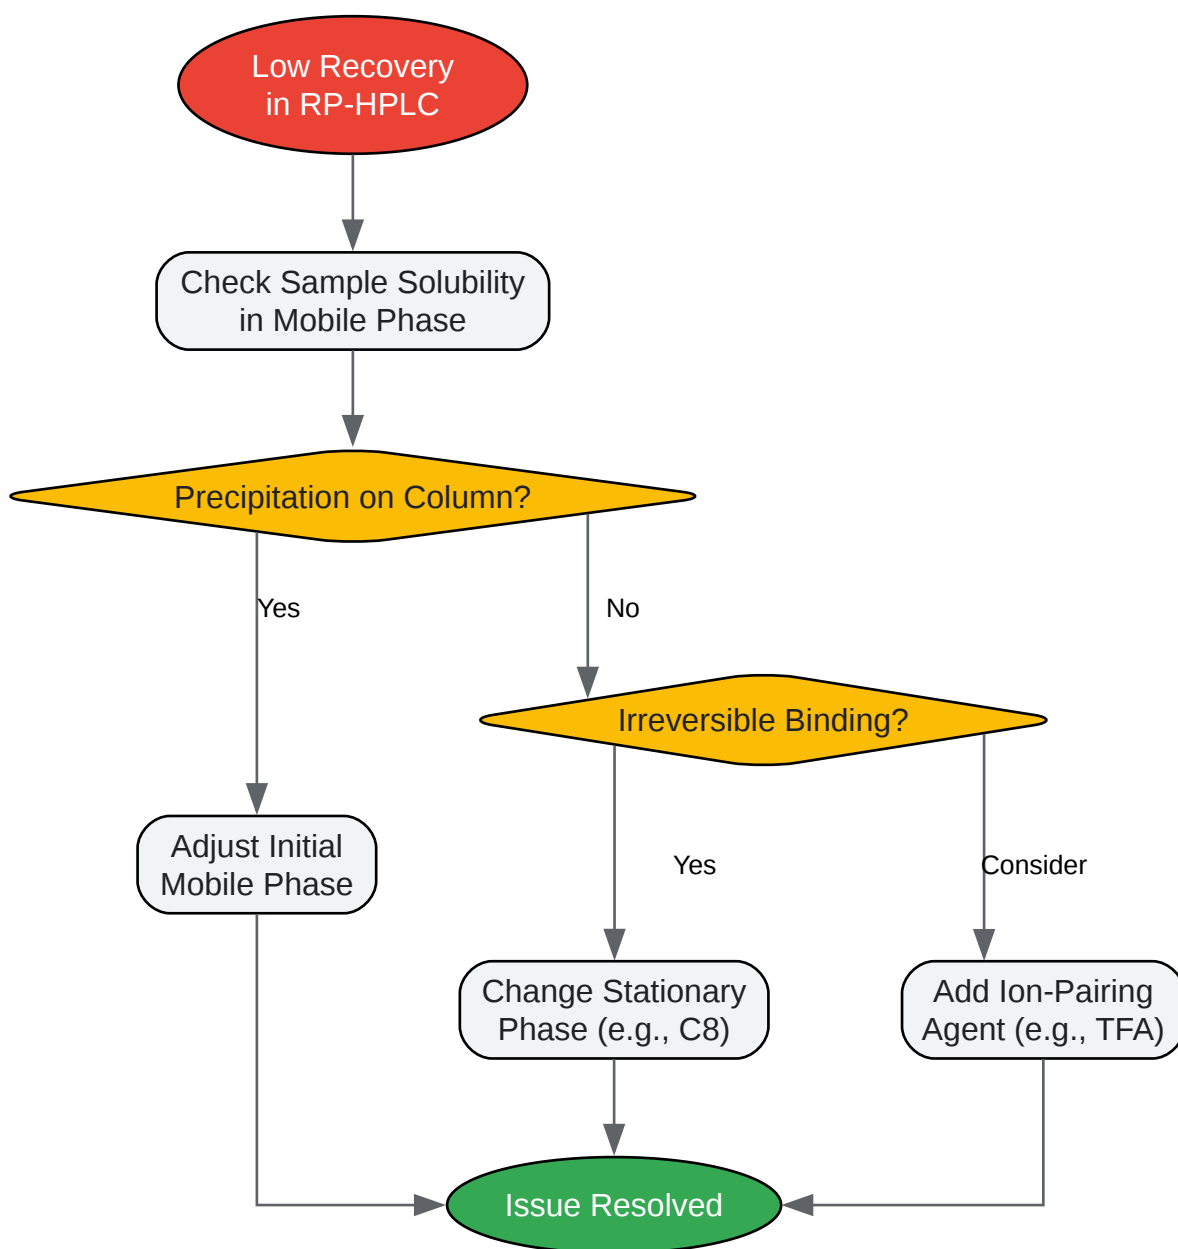 Low Recovery
in RP-HPLC
Check Sample Solubility
in Mobile Phase
Precipitation on Column?
Yes
No
Irreversible Binding?
Adjust Initial
Mobile Phase
Yes
Consider
Change Stationary
Phase (e.g., C8)
Add Ion-Pairing
Agent (e.g., TFA)
Issue Resolved